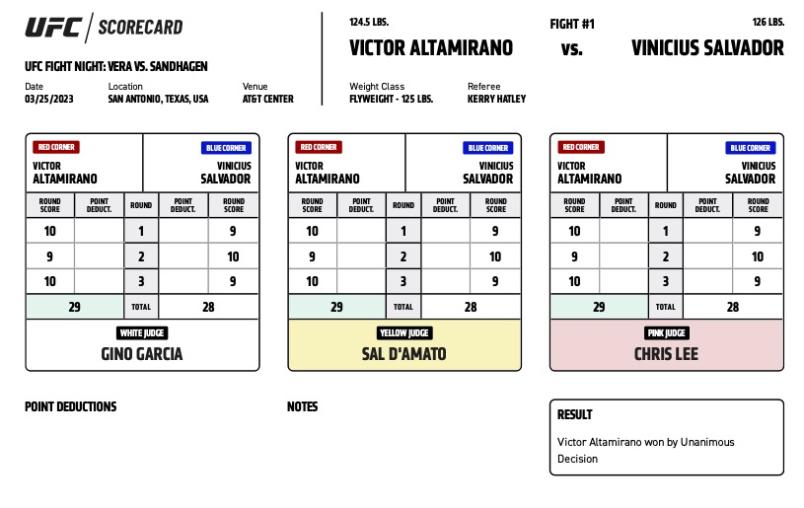 UFC / SCORECARD
UFC FIGHT NIGHT: VERA VS. SANDHAGEN
Date Location Venue
03/25/2023 SAN ANTONIO, TEXAS, USA AT&T CENTER
124.5 LBS. FIGHT #1 126 LBS.
VICTOR ALTAMIRANO VS. VINICIUS SALVADOR
Weight Class Referee
FLYWEIGHT - 125 LBS. KERRY HATLEY
RED CORNER BLUE CORNER
VICTOR VINICIUS
ALTAMIRANO SALVADOR
ROUND POINT ROUND POINT ROUND
SCORE DEDUCT. DEDUCT. SCORE
10 1 9
9 2 10
10 3 9
29 TOTAL 28
WHITE JUDGE
GINO GARCIA
RED CORNER BLUE CORNER
VICTOR VINICIUS
ALTAMIRANO SALVADOR
ROUND POINT ROUND POINT ROUND
SCORE DEDUCT. DEDUCT. SCORE
10 1 9
9 2 10
10 3 9
29 TOTAL 28
YELLOW JUDGE
SAL D'AMATO
RED CORNER BLUE CORNER
VICTOR VINICIUS
ALTAMIRANO SALVADOR
ROUND POINT ROUND POINT ROUND
SCORE DEDUCT. DEDUCT. SCORE
10 1 9
9 2 10
10 3 9
29 TOTAL 28
PINK JUDGE
CHRIS LEE
POINT DEDUCTIONS
NOTES
RESULT
Victor Altamirano won by Unanimous
Decision